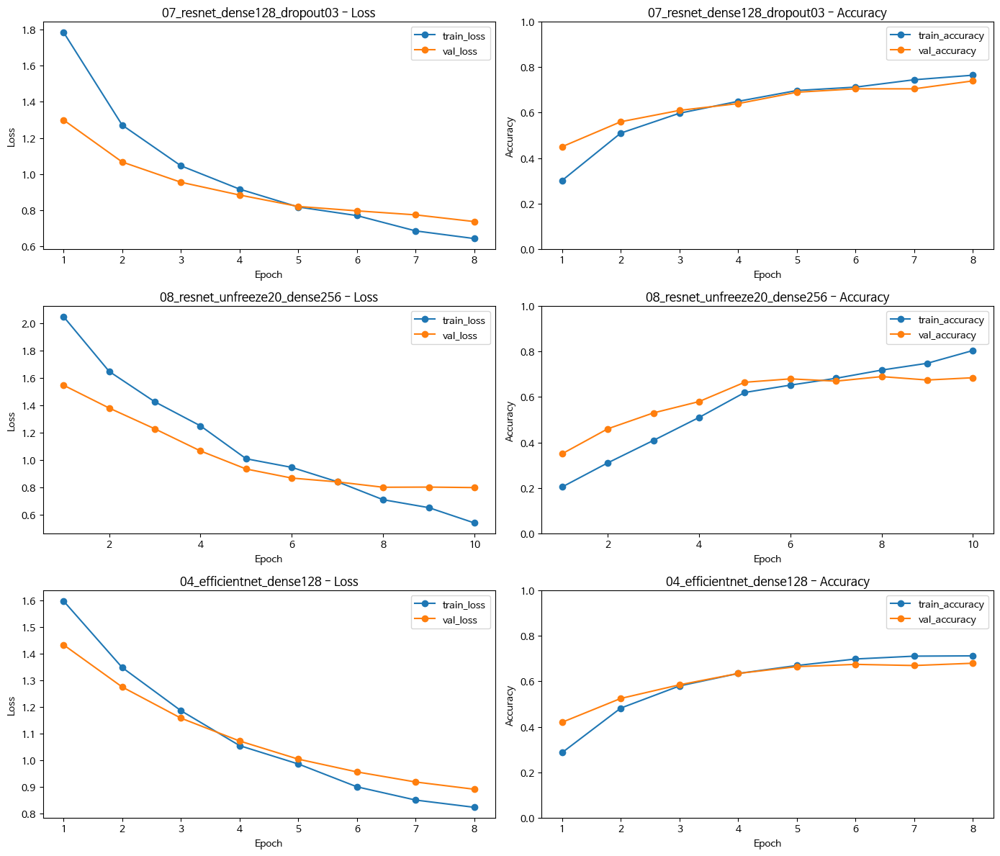 07_resnet_dense128_dropout03 - Loss
1.8
1.6
1.4
1.2
1.0
0.8
0.6
Loss
train_loss
val_loss
1 2 3 4 5 6 7 8
Epoch
07_resnet_dense128_dropout03 - Accuracy
1.0
0.8
0.6
0.4
0.2
0.0
Accuracy
train_accuracy
val_accuracy
1 2 3 4 5 6 7 8
Epoch
08_resnet_unfreeze20_dense256 - Loss
2.0
1.8
1.6
1.4
1.2
1.0
0.8
0.6
Loss
train_loss
val_loss
2 4 6 8 10
Epoch
08_resnet_unfreeze20_dense256 - Accuracy
1.0
0.8
0.6
0.4
0.2
0.0
Accuracy
train_accuracy
val_accuracy
2 4 6 8 10
Epoch
04_efficientnet_dense128 - Loss
1.6
1.5
1.4
1.3
1.2
1.1
1.0
0.9
0.8
Loss
train_loss
val_loss
1 2 3 4 5 6 7 8
Epoch
04_efficientnet_dense128 - Accuracy
1.0
0.8
0.6
0.4
0.2
0.0
Accuracy
train_accuracy
val_accuracy
1 2 3 4 5 6 7 8
Epoch